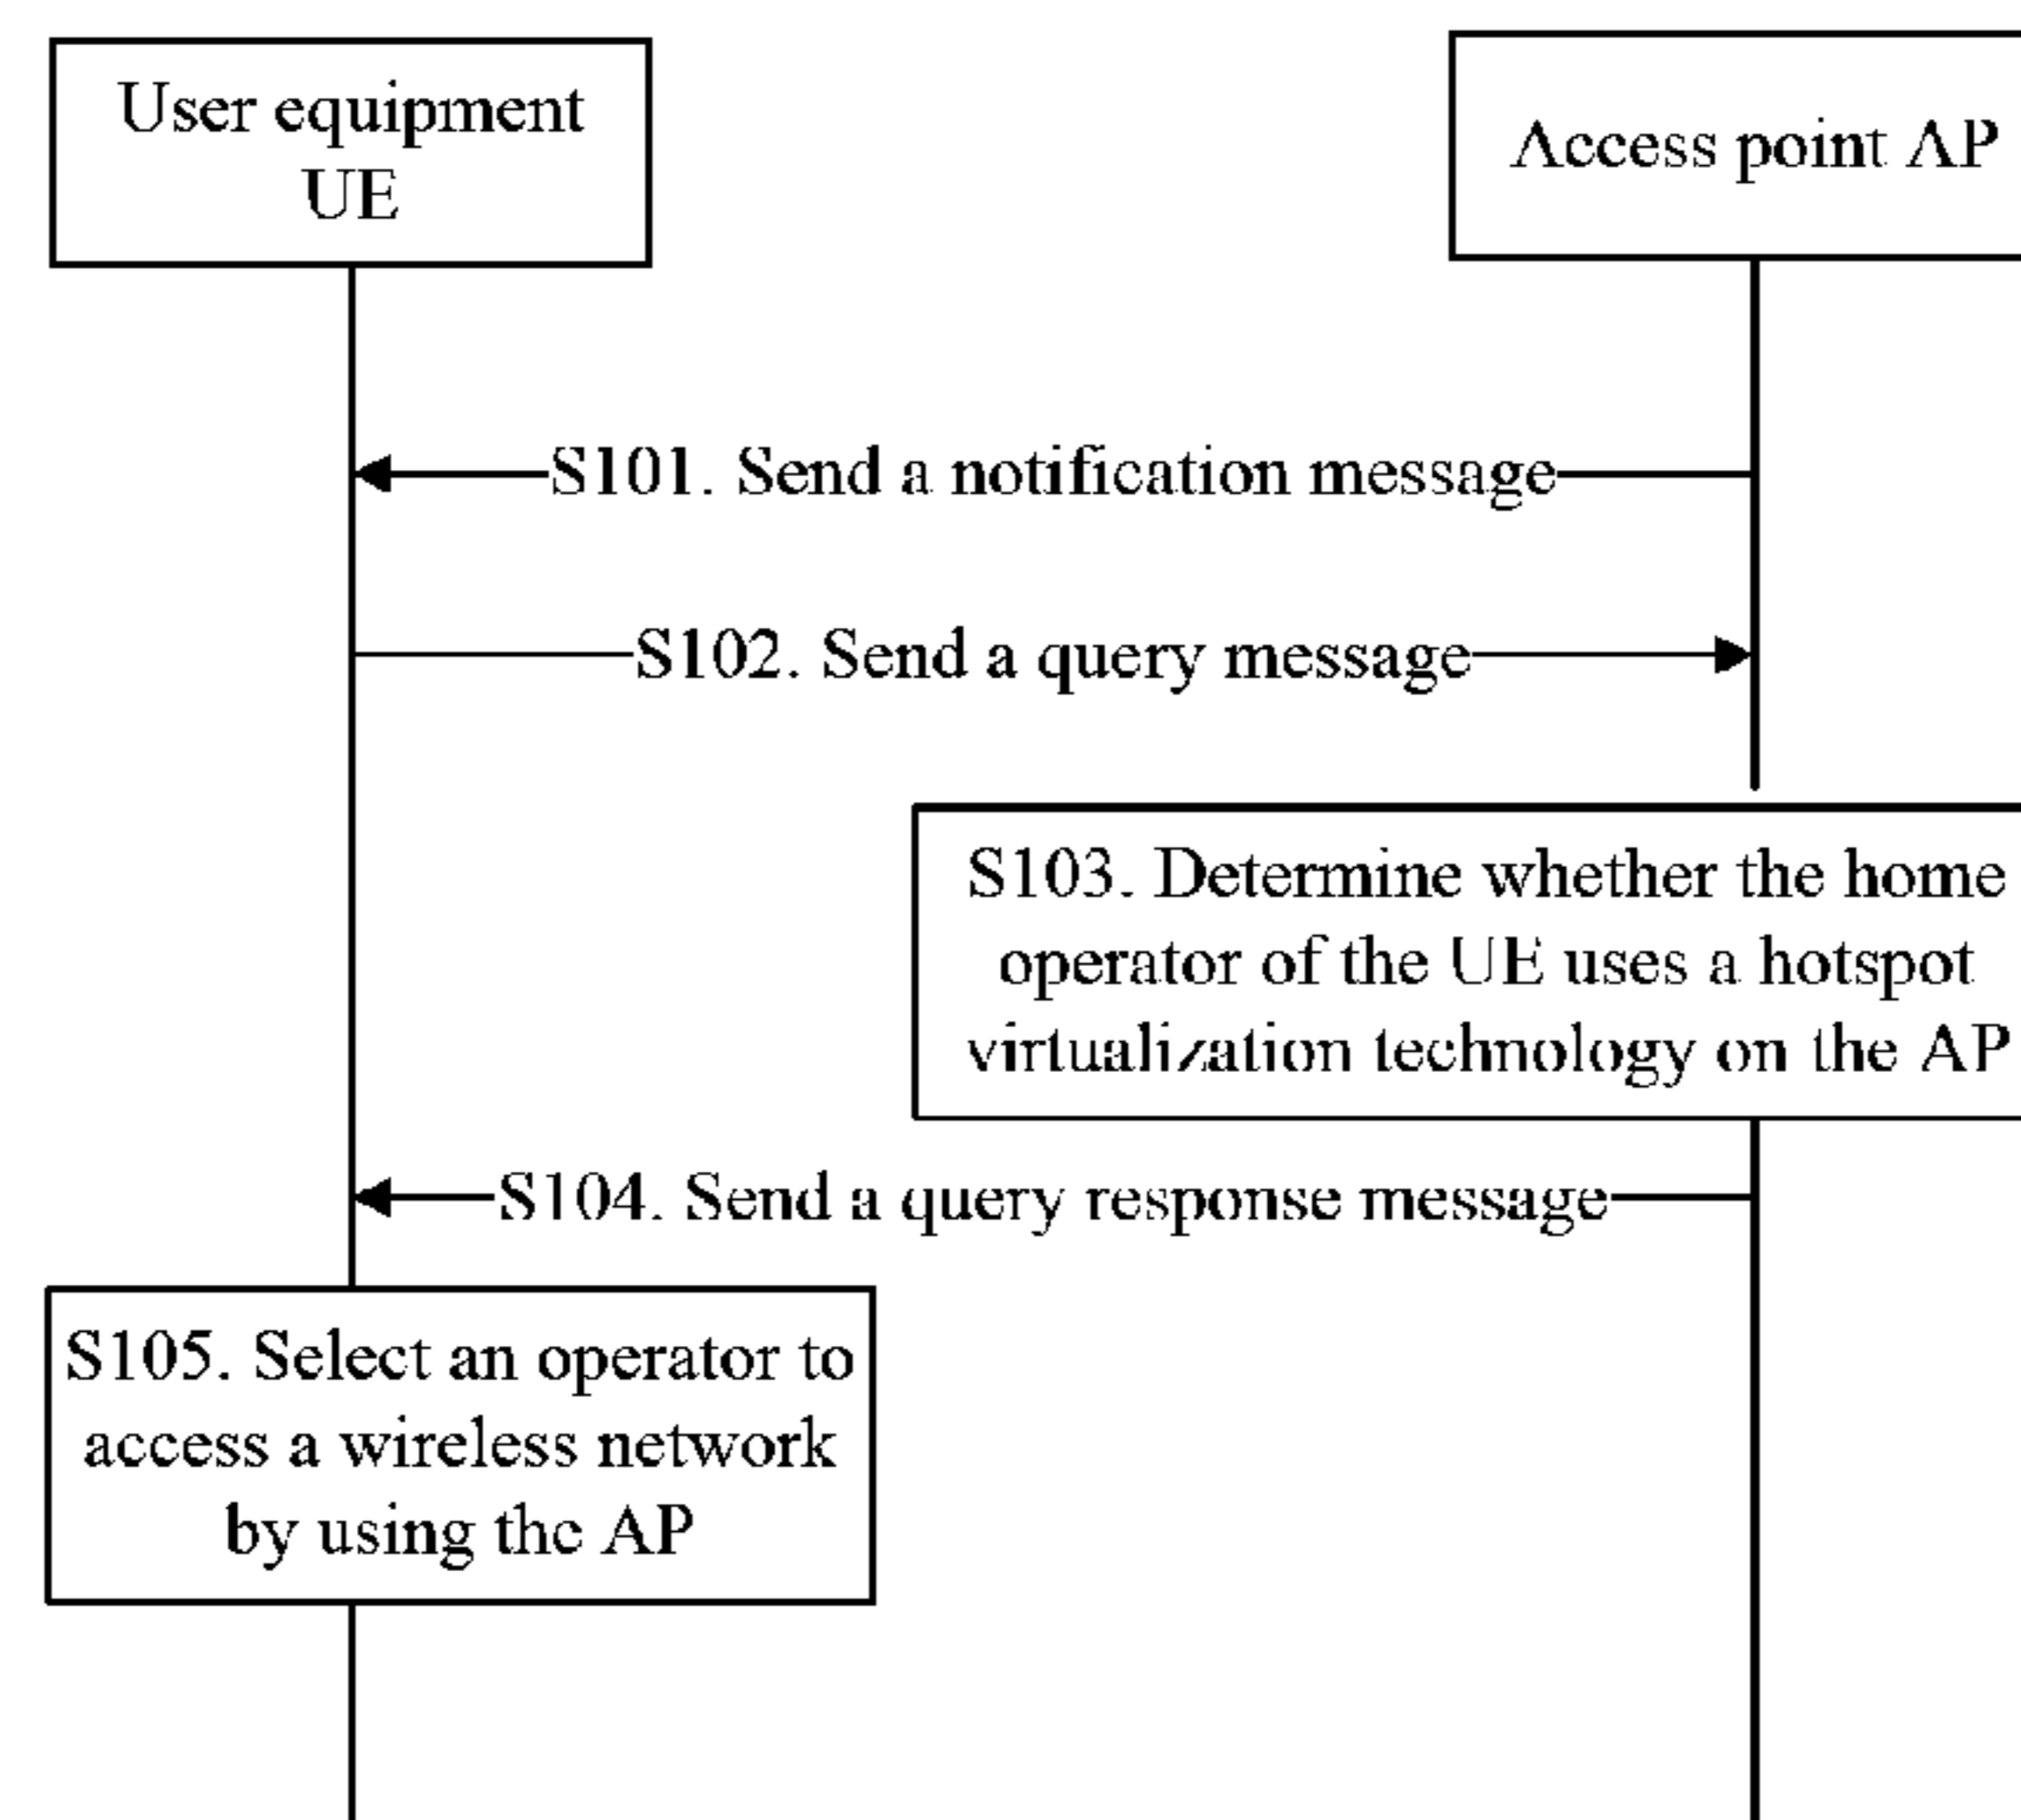 User equipment
UE
Access point AP
S101. Send a notification message
S102. Send a query message
S103. Determine whether the home
operator of the UE uses a hotspot
virtualization technology on the AP
S104. Send a query response message
S105. Select an operator to
access a wireless network
by using the AP